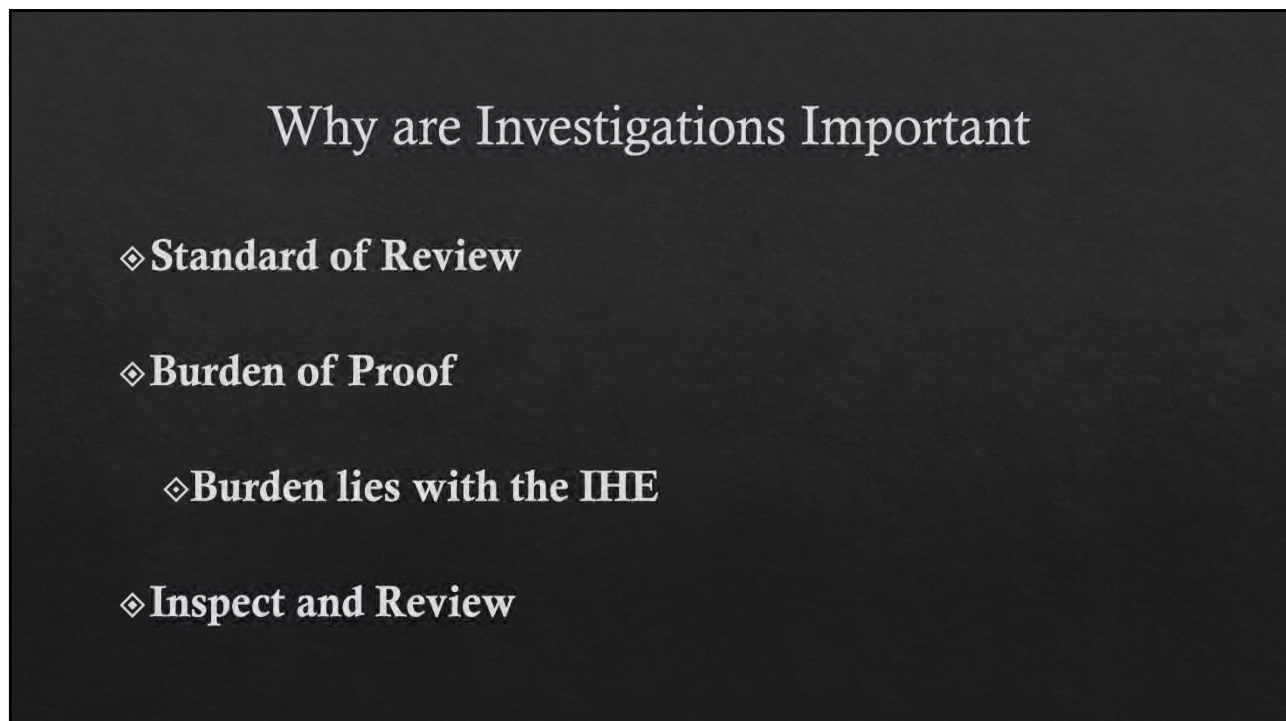 Why are Investigations Important
Standard of Review
Burden of Proof
Burden lies with the IHE
Inspect and Review